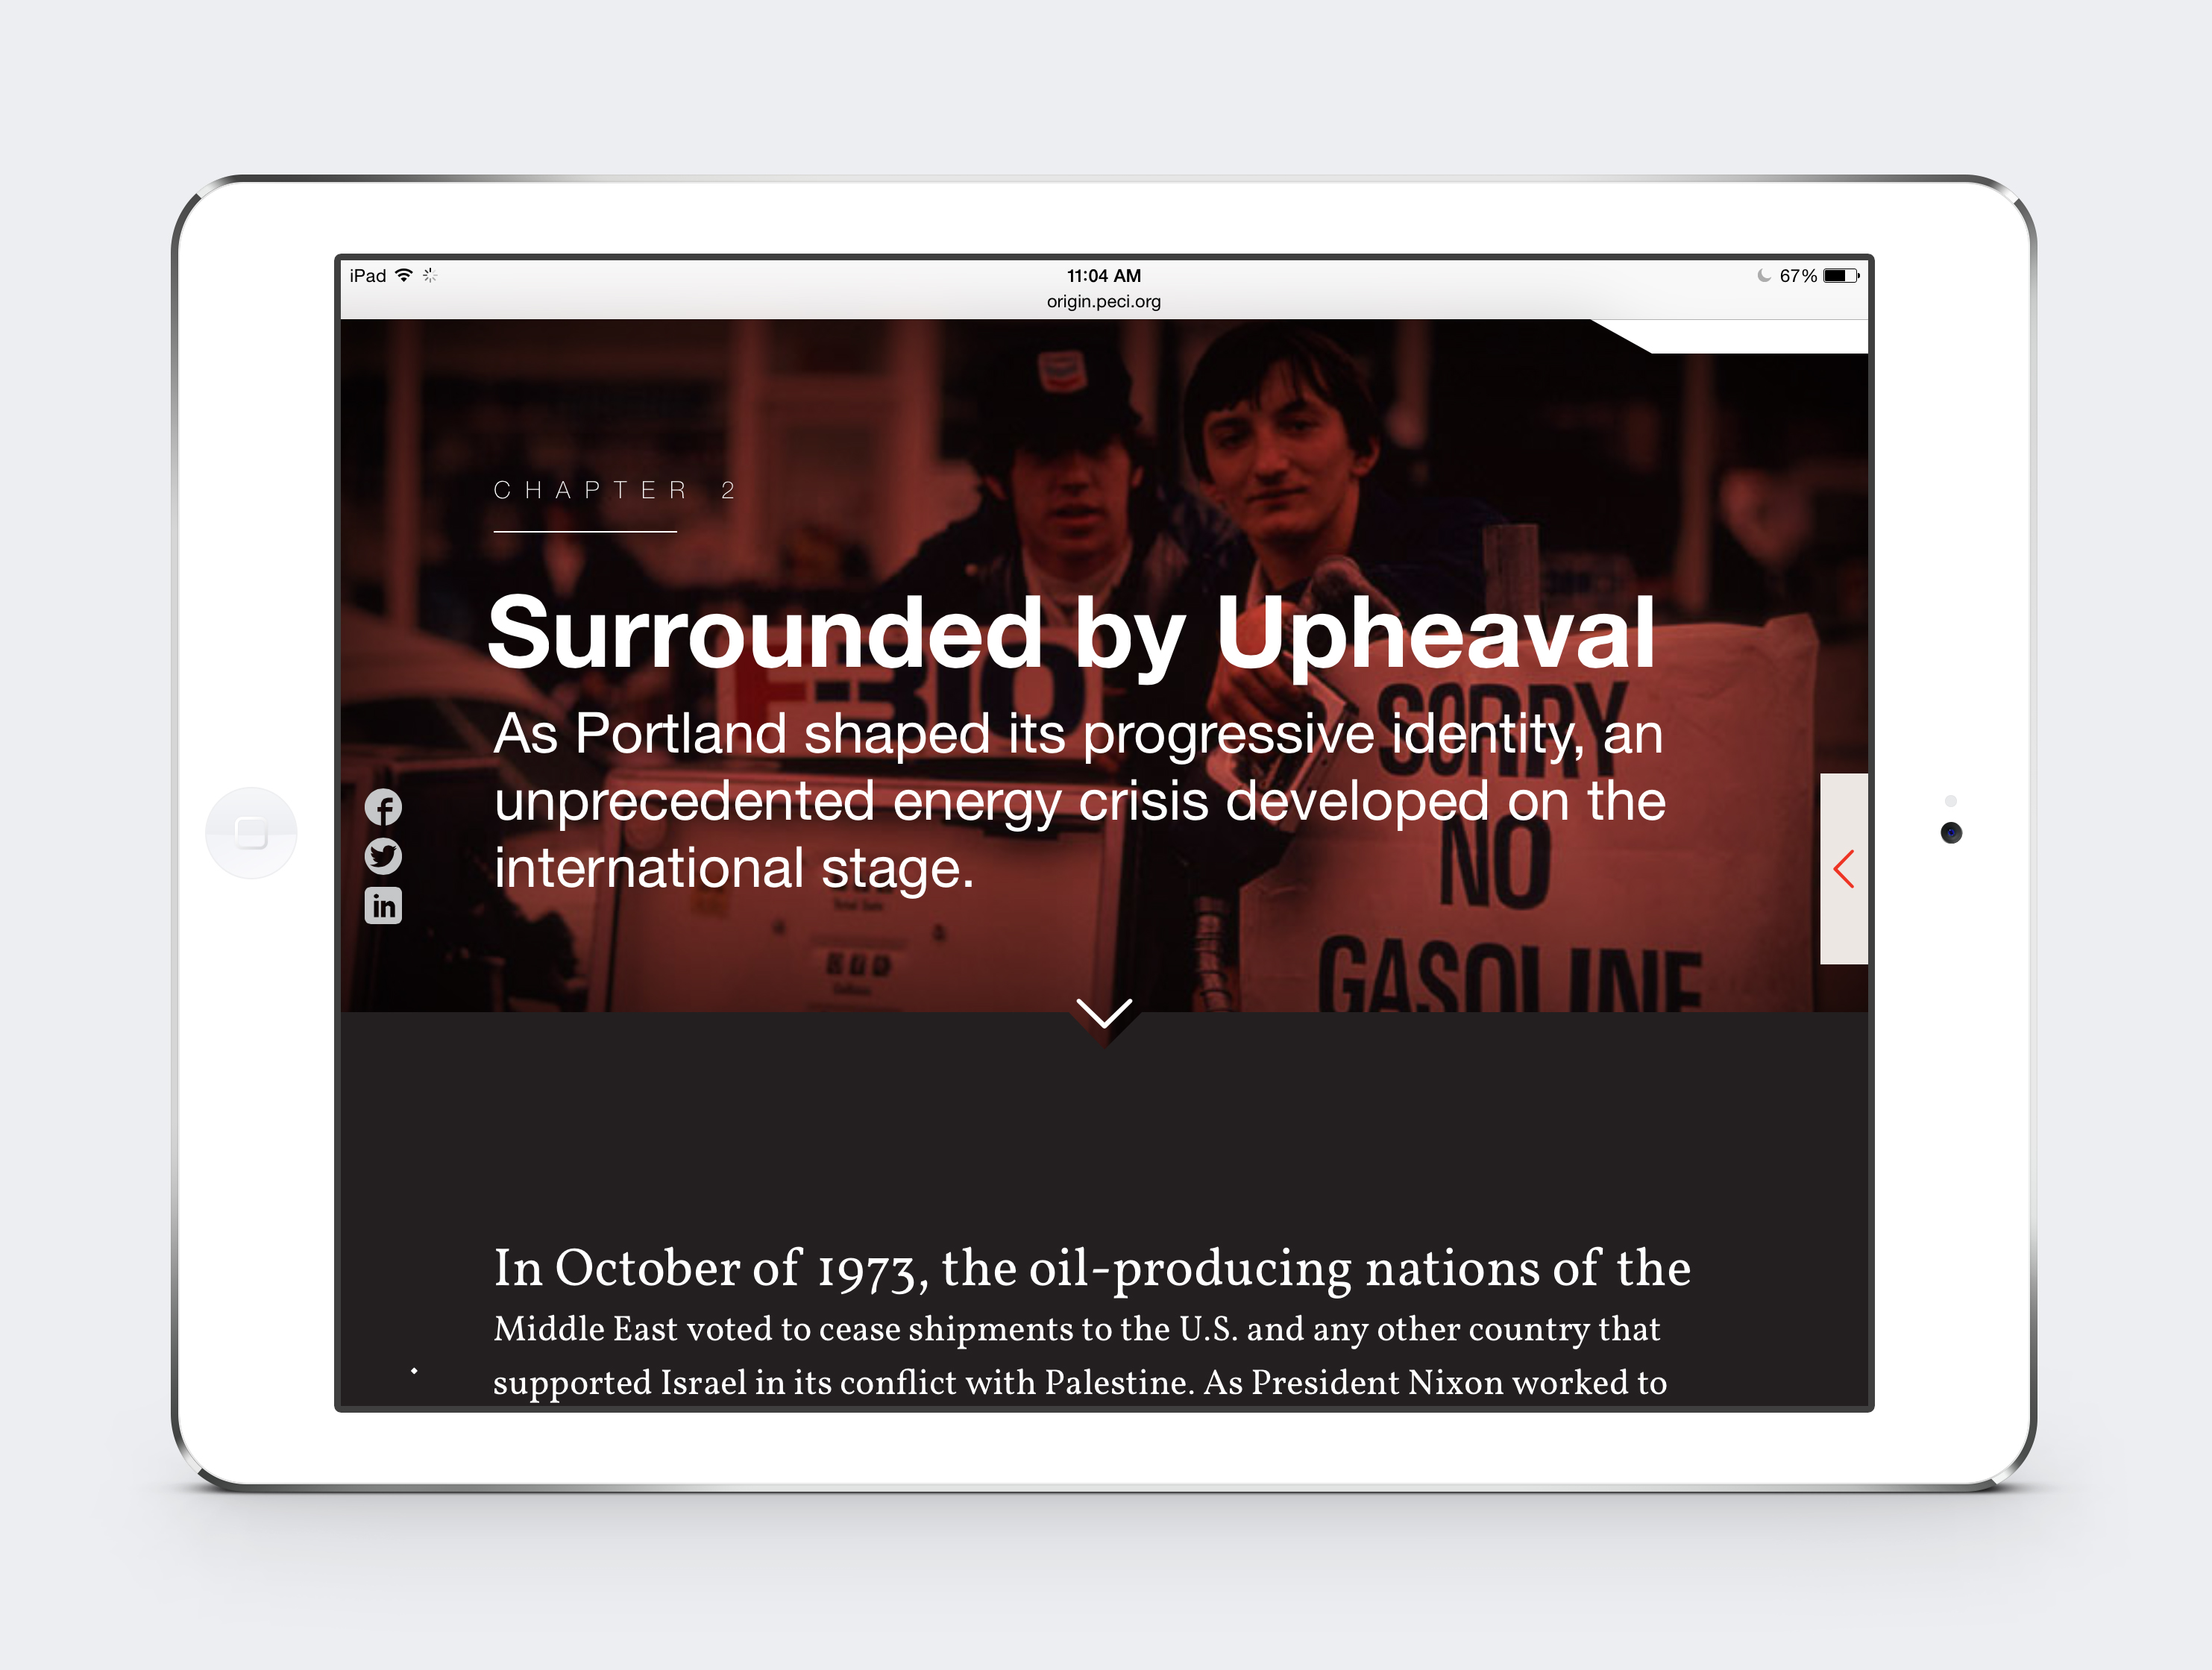 iPad
11:04 AM
67%
origin.peci.org
CHAPTER 2
Surrounded by Upheaval
As Portland shaped its progressive identity, an
unprecedented energy crisis developed on the
international stage.
SORRY
NO
GASOLINE
f
in
In October of 1973, the oil-producing nations of the
Middle East voted to cease shipments to the U.S. and any other country that
supported Israel in its conflict with Palestine. As President Nixon worked to